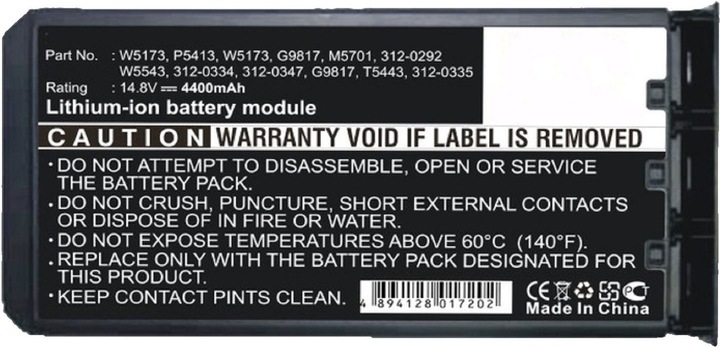 Part No. : W5173, P5413, W5173, G9817, M5701, 312-0292
W5543, 312-0334, 312-0347, G9817, T5443, 312-0335
Rating : 14.8V⎓ 4400mAh
Lithium-ion battery module
CAUTION WARRANTY VOID IF LABEL IS REMOVED
· DO NOT ATTEMPT TO DISASSEMBLE, OPEN OR SERVICE
THE BATTERY PACK.
· DO NOT CRUSH, PUNCTURE, SHORT EXTERNAL CONTACTS
OR DISPOSE OF IN FIRE OR WATER.
· DO NOT EXPOSE TEMPERATURES ABOVE 60°C (140°F).
· REPLACE ONLY WITH THE BATTERY PACK DESIGNATED FOR
THIS PRODUCT.
· KEEP CONTACT PINTS CLEAN.
4 894128 017202
CE
Made In China